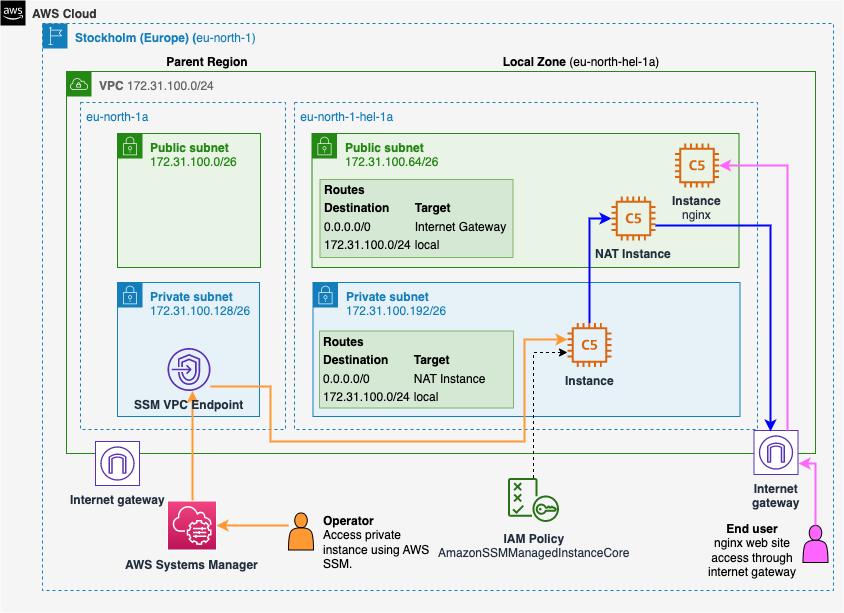 aws
AWS Cloud
Stockholm (Europe) (eu-north-1)
Parent Region
Local Zone (eu-north-hel-1a)
VPC 172.31.100.0/24
eu-north-1a
eu-north-1-hel-1a
Public subnet
172.31.100.0/26
Public subnet
172.31.100.64/26
Routes
Destination Target
0.0.0.0/0 Internet Gateway
172.31.100.0/24 local
C5
Instance
nginx
C5
NAT Instance
Private subnet
172.31.100.128/26
SSM VPC Endpoint
Private subnet
172.31.100.192/26
Routes
Destination Target
0.0.0.0/0 NAT Instance
172.31.100.0/24 local
C5
Instance
Internet gateway
Internet
gateway
AWS Systems Manager
Operator
Access private
instance using AWS
SSM.
IAM Policy
AmazonSSMManagedInstanceCore
End user
nginx web site
access through
internet gateway